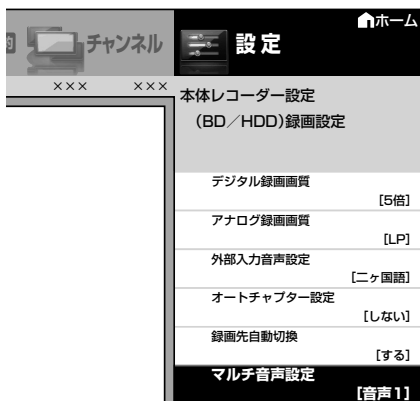 ホーム
チャンネル
設定
××× ×××
本体レコーダー設定
(BD／HDD)録画設定
デジタル録画画質
[5倍]
アナログ録画画質
[LP]
外部入力音声設定
[二ヶ国語]
オートチャプター設定
[しない]
録画先自動切換
[する]
マルチ音声設定
[音声1]